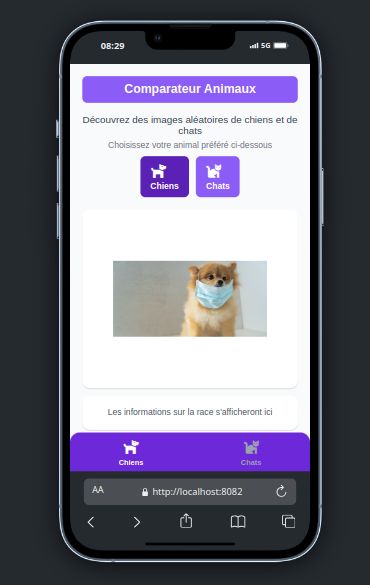 08:29
5G
Comparateur Animaux
Découvrez des images aléatoires de chiens et de
chats
Choisissez votre animal préféré ci-dessous
Chiens
Chats
Les informations sur la race s'afficheront ici
Chiens
Chats
AA
http://localhost:8082